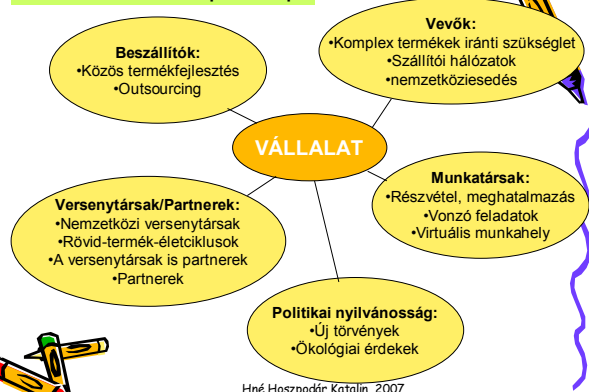 Beszállítók:
•Közös termékfejlesztés
•Outsourcing
Vevők:
•Komplex termékek iránti szükséglet
•Szállítói hálózatok
•nemzetköziesedés
VÁLLALAT
Munkatársak:
•Részvétel, meghatalmazás
•Vonzó feladatok
•Virtuális munkahely
Versenytársak/Partnerek:
•Nemzetközi versenytársak
•Rövid-termék-életciklusok
•A versenytársak is partnerek
•Partnerek
Politikai nyilvánosság:
•Új törvények
•Ökológiai érdekek
Hné Hoszpodár Katalin, 2007